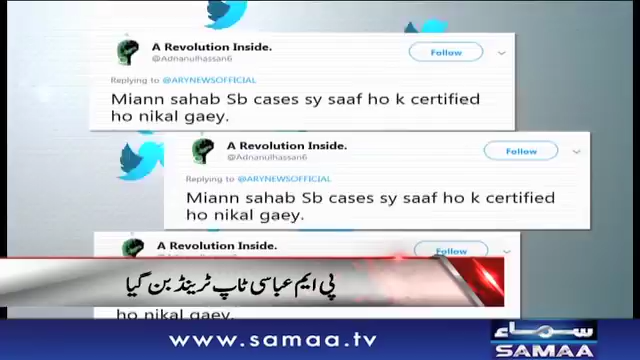 A Revolution Inside.
@Adnanulhassan6
Follow
Replying to @ARYNEWSOFFICIAL
Miann sahab Sb cases sy saaf ho k certified
ho nikal gaey.
A Revolution Inside.
@Adnanulhassan6
Follow
Replying to @ARYNEWSOFFICIAL
Miann sahab Sb cases sy saaf ho k certified
ho nikal gaey.
A Revolution Inside.
Follow
پی ایم عباسی ٹاپ ٹرینڈ بن گیا
ho nikal gaey.
www.samaa.tv
سماء
SAMAA